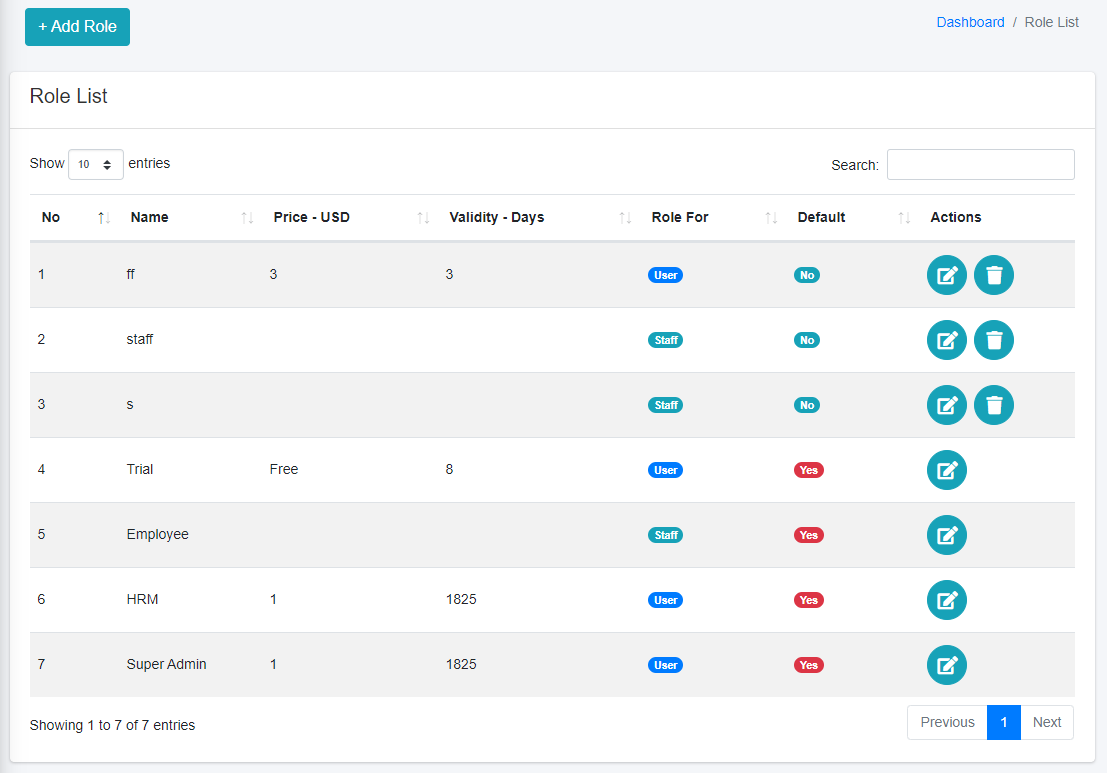 + Add Role
Dashboard / Role List
Role List
Show 10 entries
Search:
No Name Price - USD Validity - Days Role For Default Actions
1 ff 3 3 User No
2 staff Staff No
3 s Staff No
4 Trial Free 8 User Yes
5 Employee Staff Yes
6 HRM 1 1825 User Yes
7 Super Admin 1 1825 User Yes
Showing 1 to 7 of 7 entries
Previous 1 Next